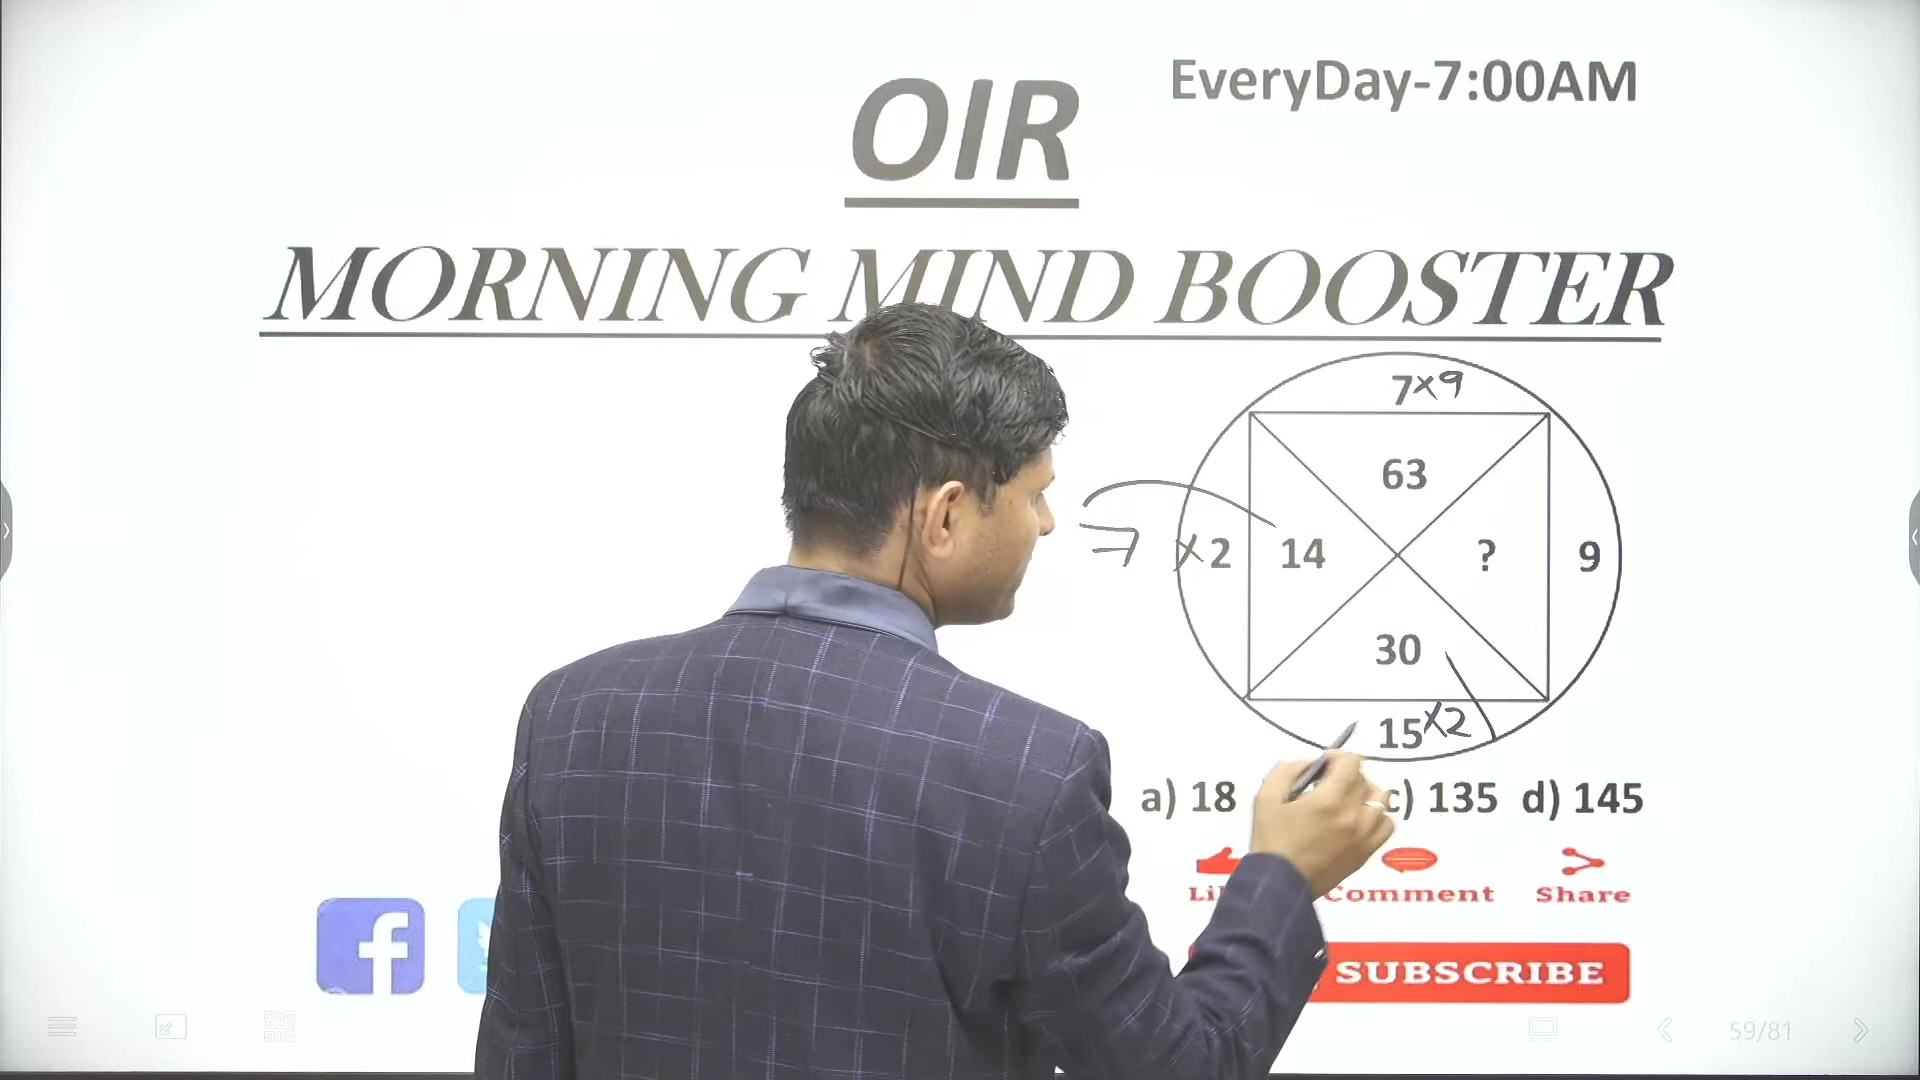 EveryDay-7:00AM
OIR
MORNING MIND BOOSTER
7×9
63
7 ×2 14 ? 9
30
15×2
a) 18 c) 135 d) 145
Comment Share
SUBSCRIBE
59/81